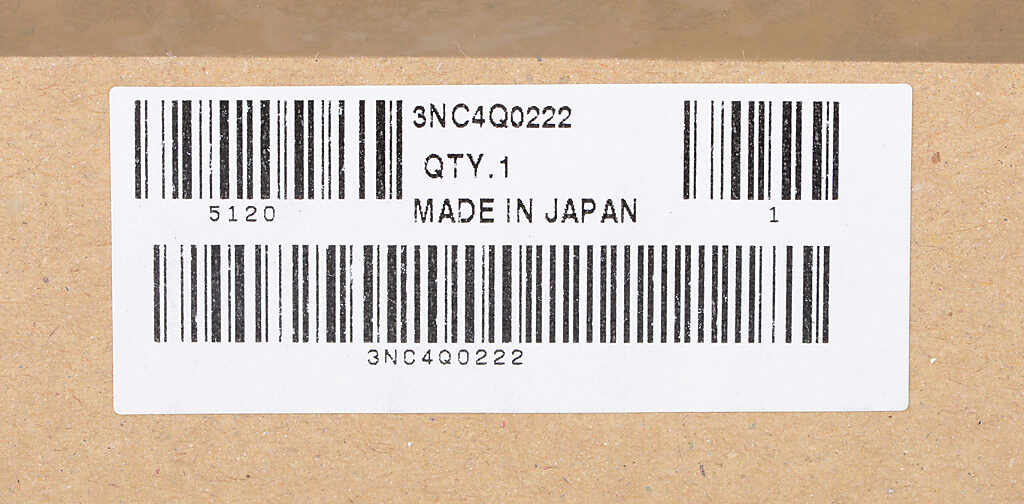 3NC4Q0222
QTY.1
5120
MADE IN JAPAN
1
3NC4Q0222